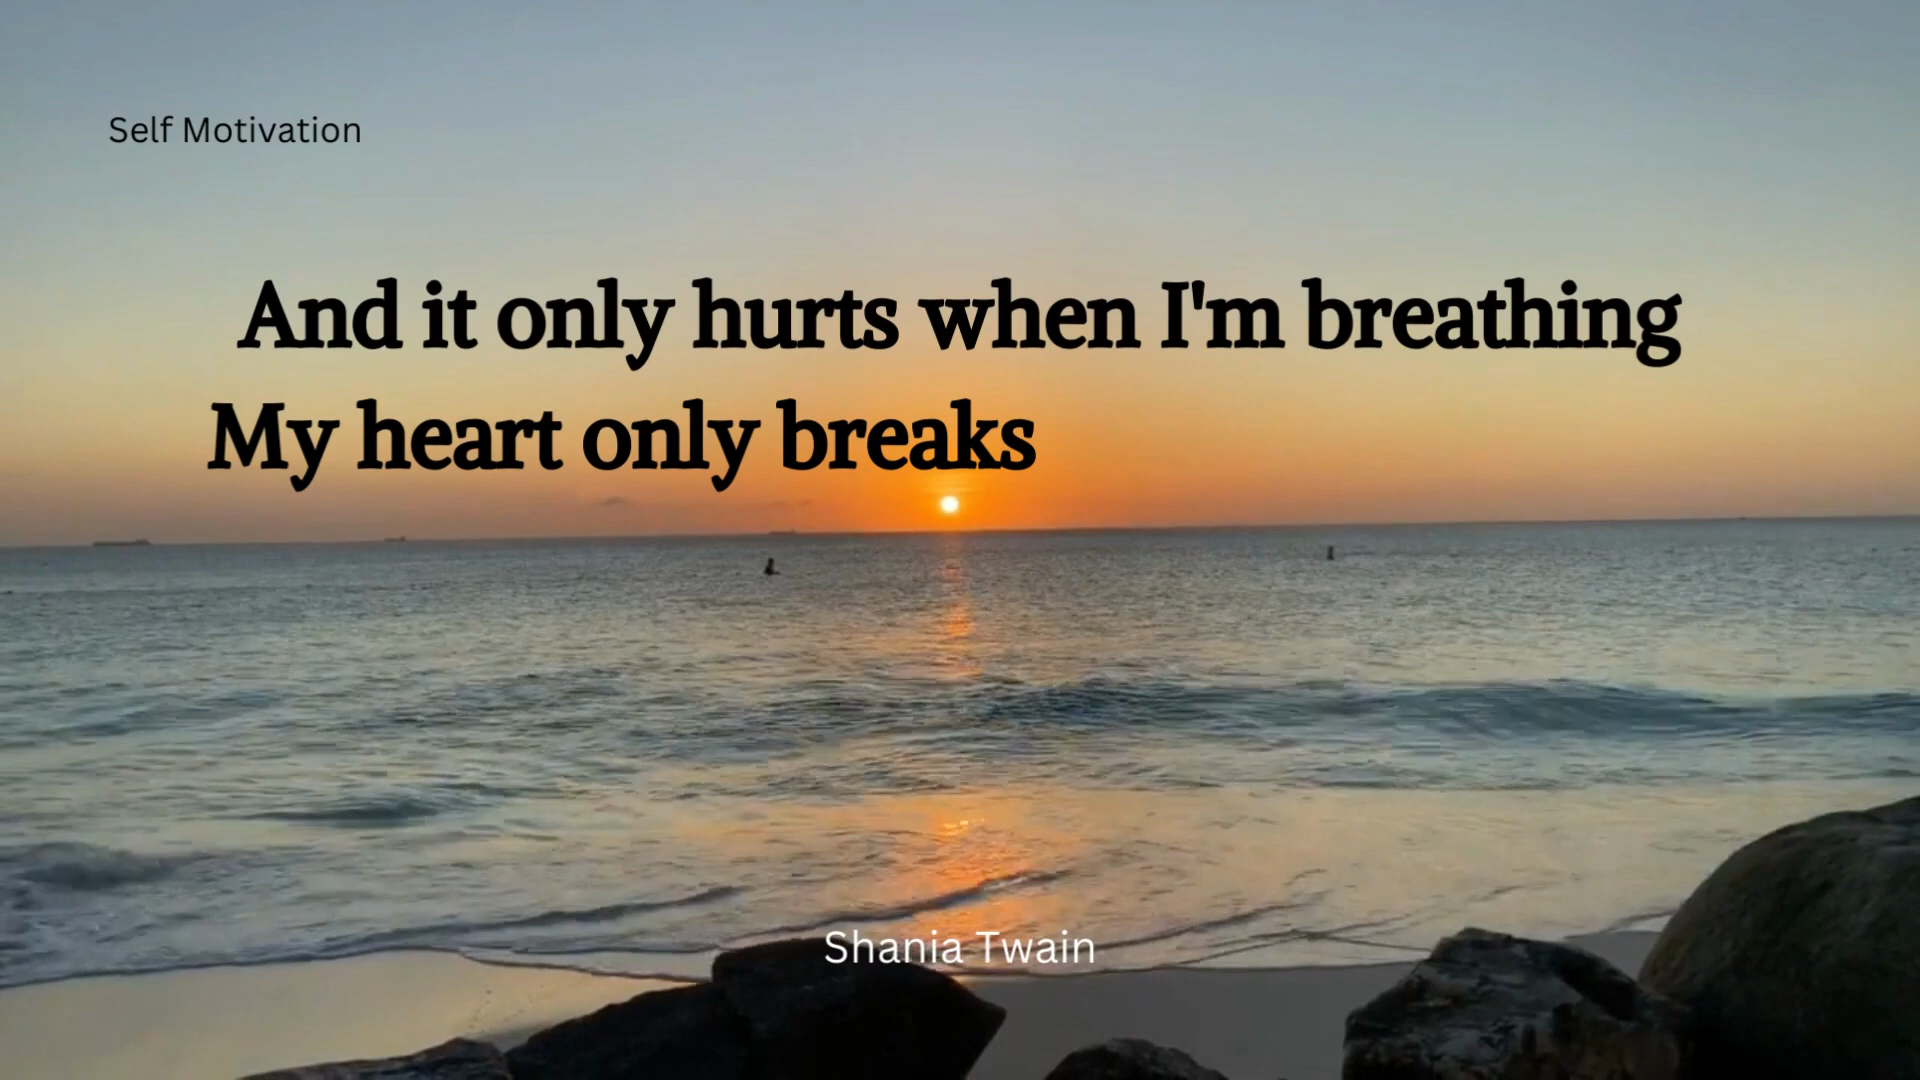 Self Motivation
And it only hurts when I'm breathing
My heart only breaks
Shania Twain